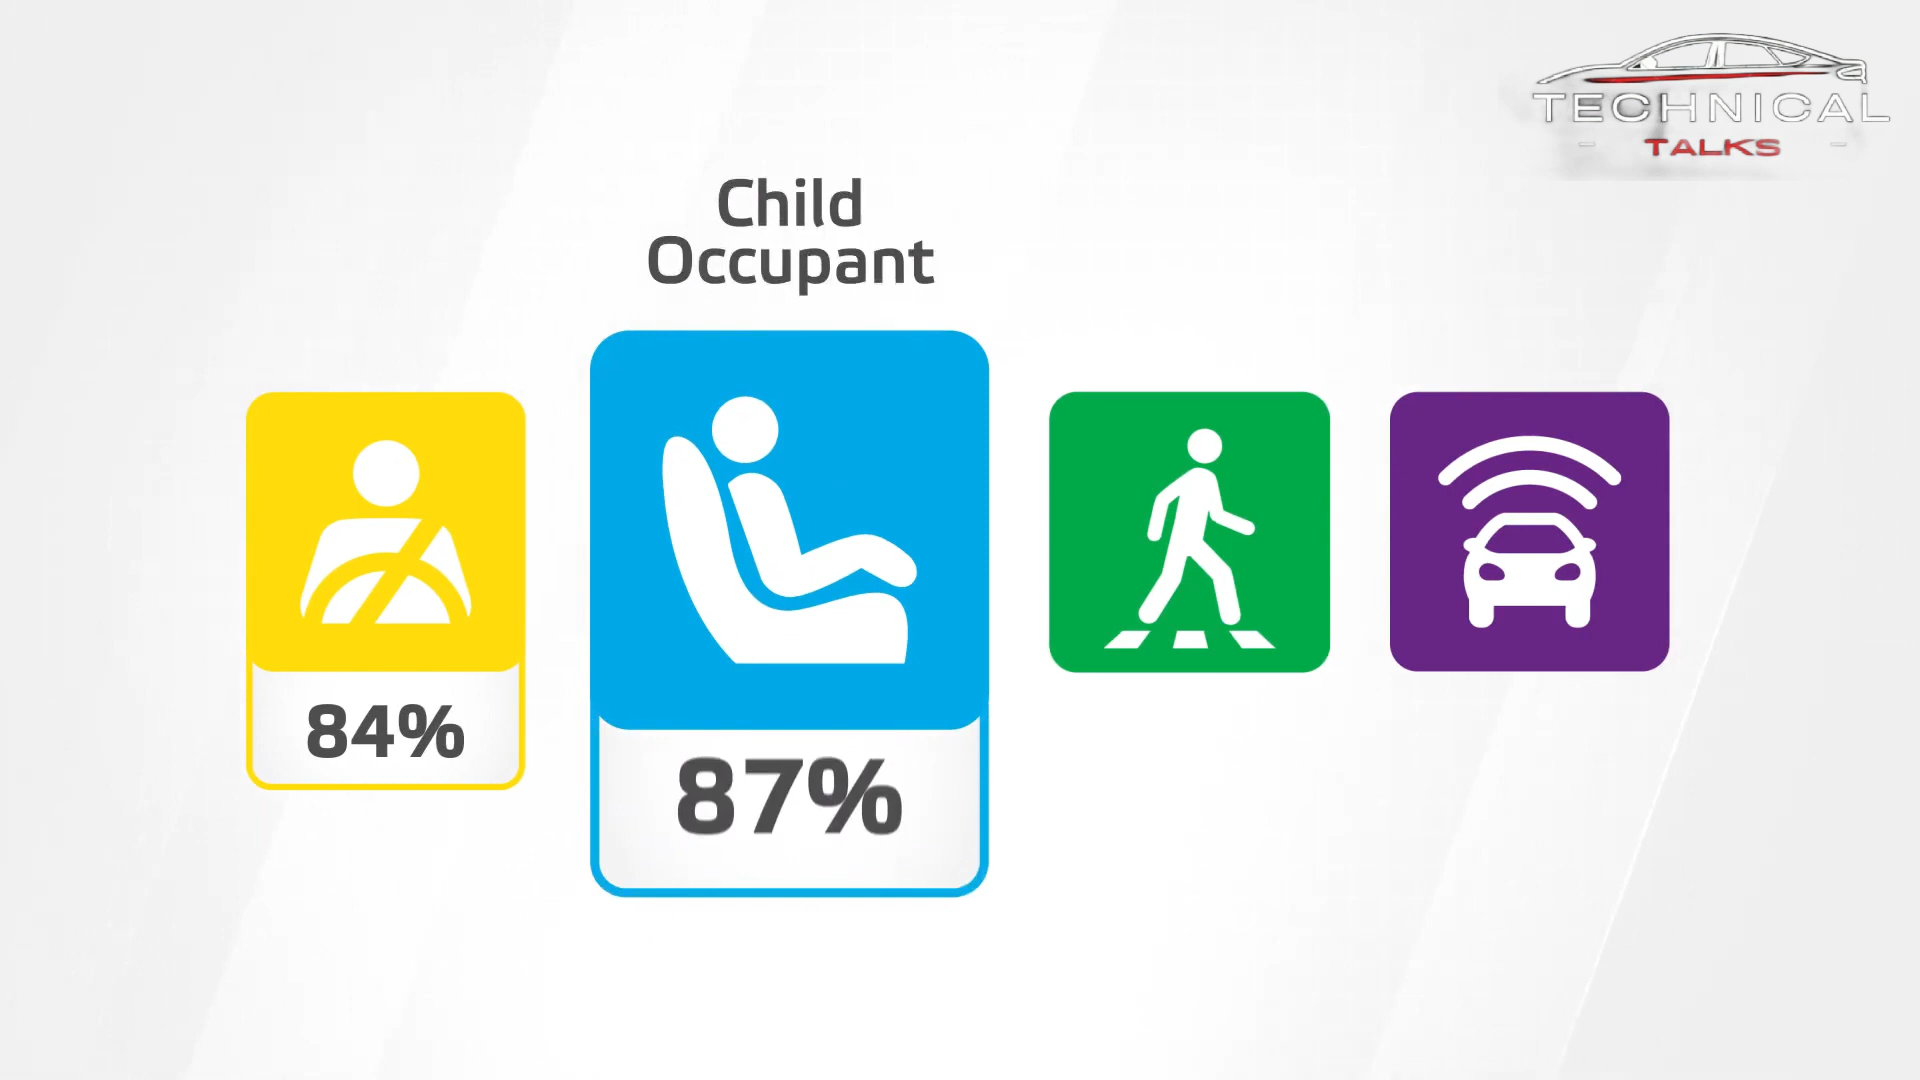 TECHNICAL
- TALKS -
Child
Occupant
84%
87%